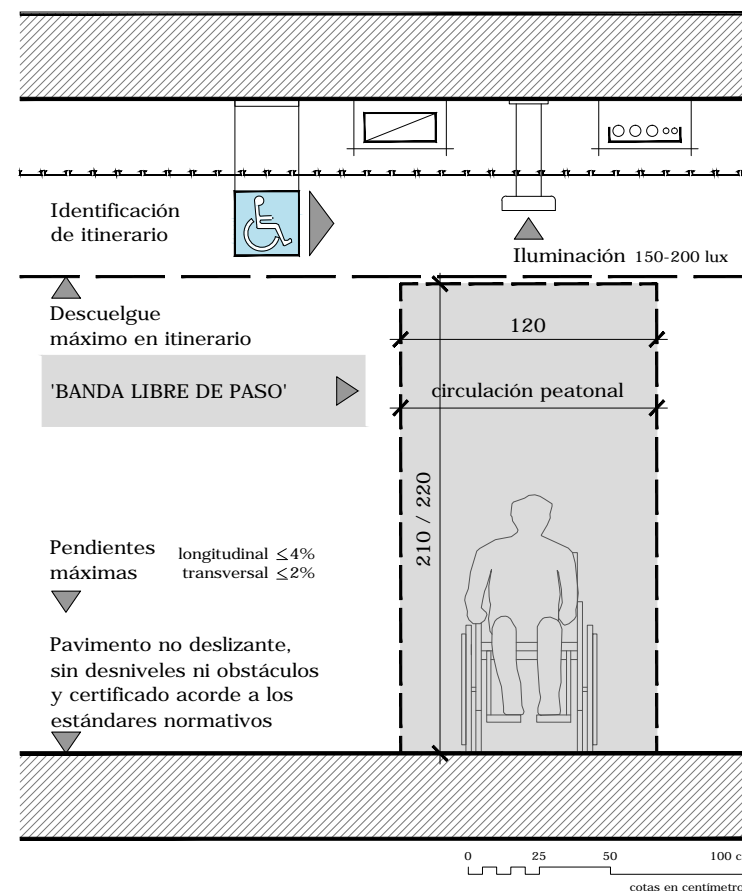 Identificación
de itinerario
Iluminación 150-200 lux
Descuelgue
máximo en itinerario
120
'BANDA LIBRE DE PASO'
circulación peatonal
210 / 220
Pendientes
máximas
longitudinal ≤4%
transversal ≤2%
Pavimento no deslizante,
sin desniveles ni obstáculos
y certificado acorde a los
estándares normativos
0 25 50 100 c
cotas en centímetro